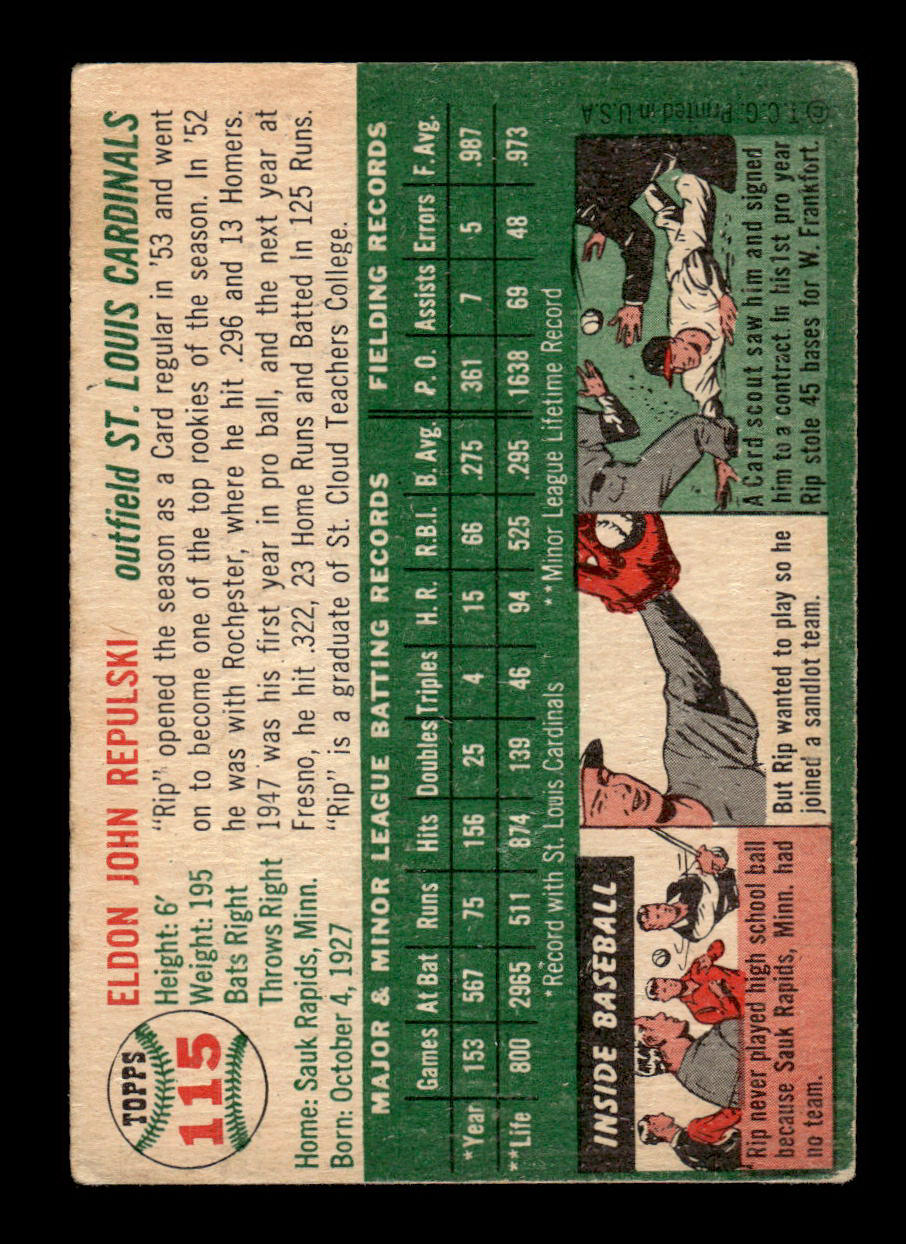 TOPPS
115
ELDON JOHN REPULSKI outfield ST. LOUIS CARDINALS
Height: 6'
Weight: 195
Bats Right
Throws Right
Home: Sauk Rapids, Minn.
Born: October 4, 1927
"Rip" opened the season as a Card regular in '53 and went
on to become one of the top rookies of the season. In '52
he was with Rochester, where he hit .296 and 13 Homers.
1947 was his first year in pro ball, and the next year at
Fresno, he hit .322, 23 Home Runs and Batted In 125 Runs.
"Rip" is a graduate of St. Cloud Teachers College.
MAJOR & MINOR LEAGUE BATTING RECORDS FIELDING RECORDS
Games At Bat Runs Hits Doubles Triples H. R. R.B.I. B. Avg. P. O. Assists Errors F. Avg.
*Year 153 567 75 156 25 4 15 66 .275 361 7 5 .987
**Life 800 2965 511 874 139 46 94 525 .295 1638 69 48 .973
*Record with St. Louis Cardinals **Minor League Lifetime Record
INSIDE BASEBALL
Rip never played high school ball
because Sauk Rapids, Minn. had
no team.
But Rip wanted to play so he
joined a sandlot team.
A Card scout saw him and signed
him to a contract. In his 1st pro year
Rip stole 45 bases for W. Frankfort.
© T. C. G. Printed in U.S.A